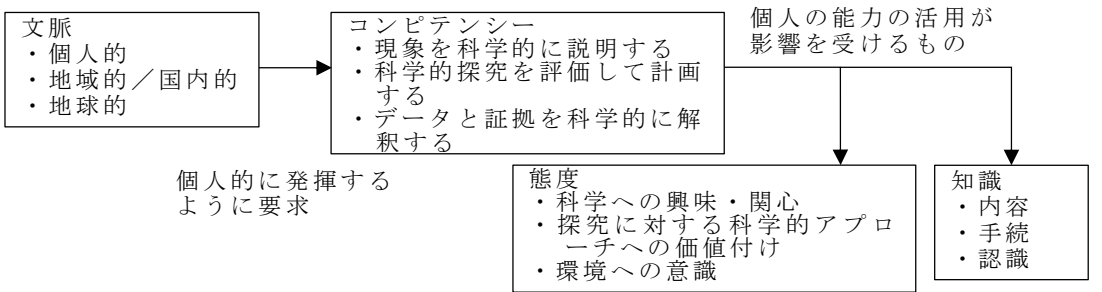 文脈
・個人的
・地域的／国内的
・地球的
コンピテンシー
・現象を科学的に説明する
・科学的探究を評価して計画
する
・データと証拠を科学的に解
釈する
個人の能力の活用が
影響を受けるもの
個人的に発揮する
ように要求
態度
・科学への興味・関心
・探究に対する科学的アプロ
ーチへの価値付け
・環境への意識
知識
・内容
・手続
・認識